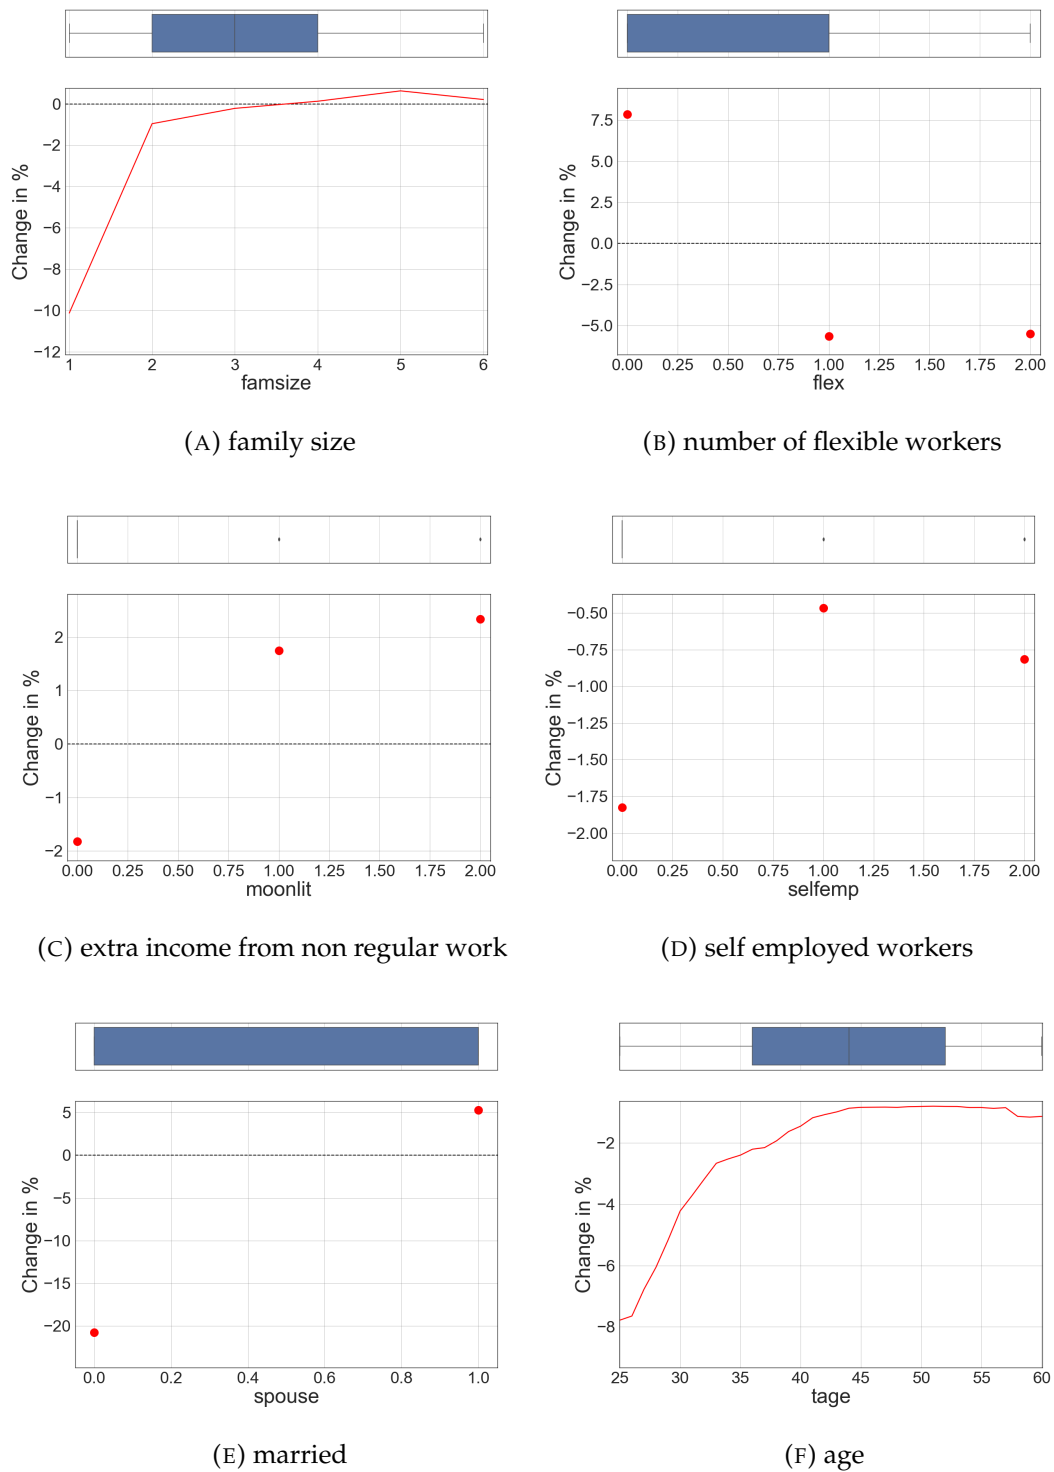 0
−2
−4
−6
−8
−10
−12
Change in %
1 2 3 4 5 6
famsize
(A) family size
7.5
5.0
2.5
0.0
−2.5
−5.0
Change in %
0.00 0.25 0.50 0.75 1.00 1.25 1.50 1.75 2.00
flex
(B) number of flexible workers
2
1
0
−1
−2
Change in %
0.00 0.25 0.50 0.75 1.00 1.25 1.50 1.75 2.00
moonlit
(C) extra income from non regular work
−0.50
−0.75
−1.00
−1.25
−1.50
−1.75
−2.00
Change in %
0.00 0.25 0.50 0.75 1.00 1.25 1.50 1.75 2.00
selfemp
(D) self employed workers
5
0
−5
−10
−15
−20
Change in %
0.0 0.2 0.4 0.6 0.8 1.0
spouse
(E) married
−2
−4
−6
−8
Change in %
25 30 35 40 45 50 55 60
tage
(F) age